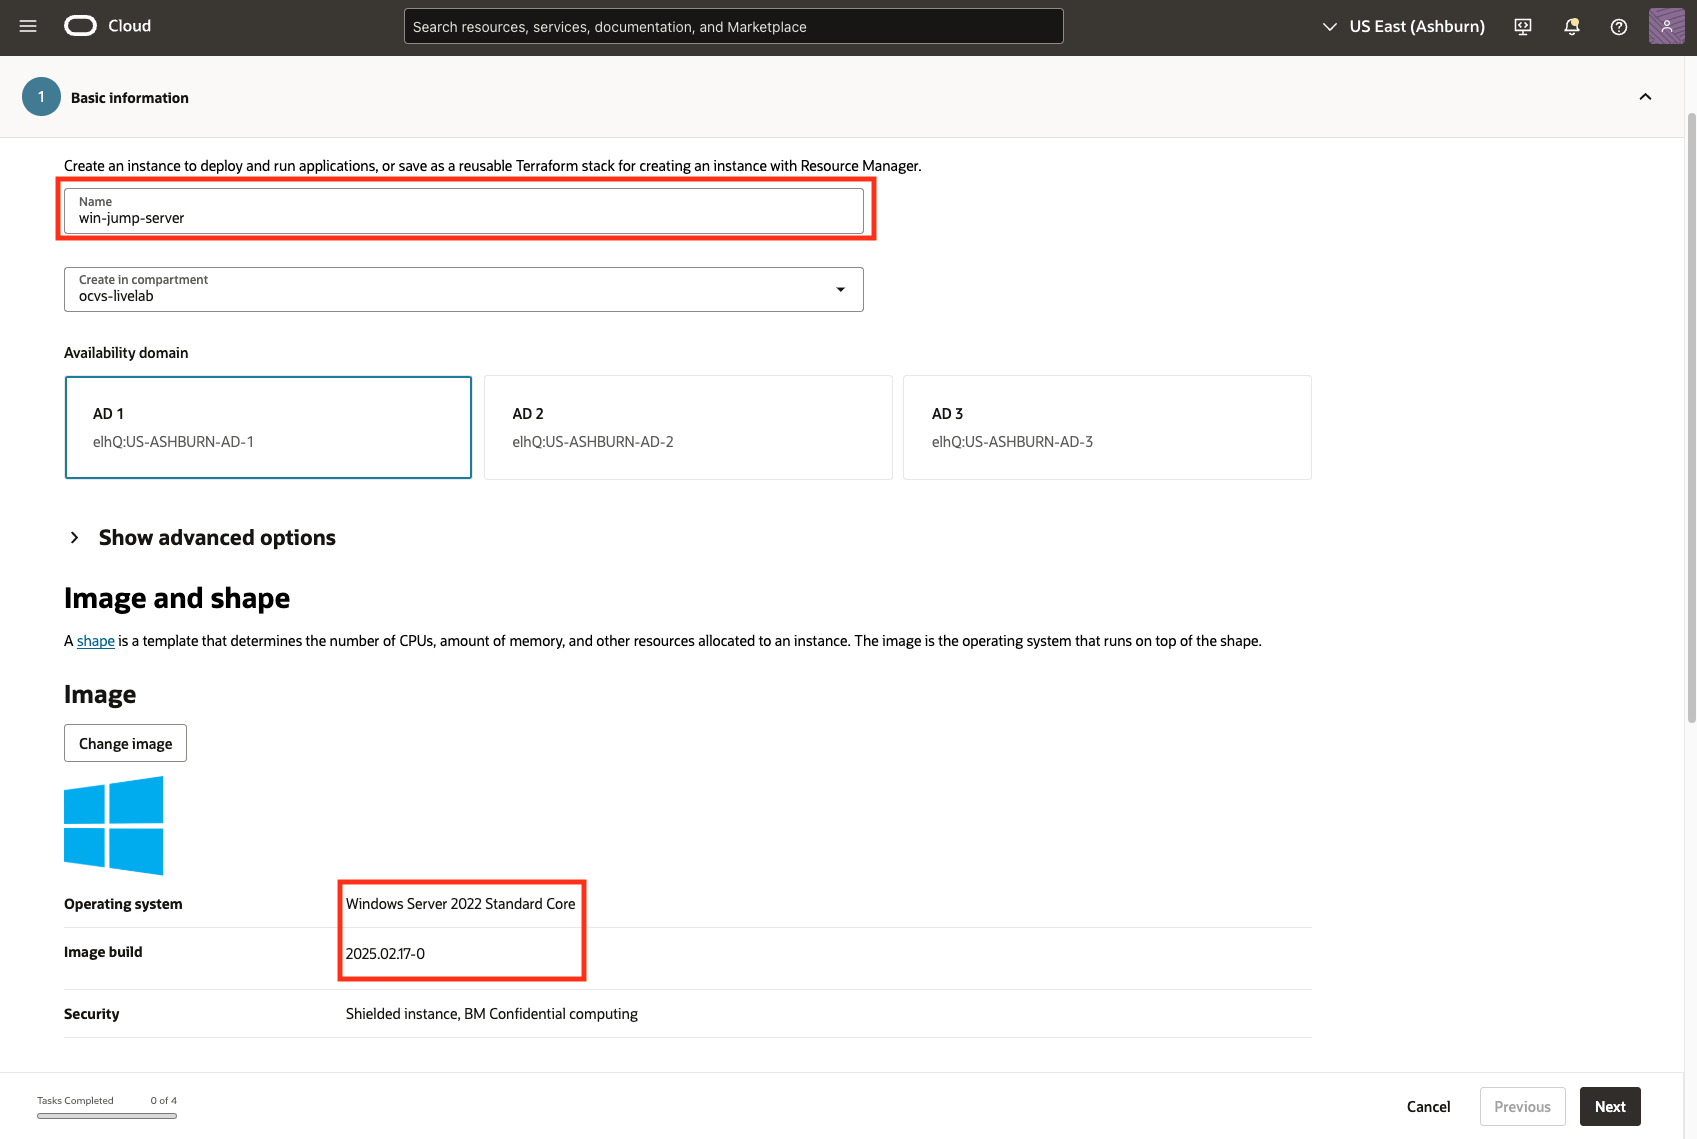 Cloud
Search resources, services, documentation, and Marketplace
US East (Ashburn)
1
Basic information
Create an instance to deploy and run applications, or save as a reusable Terraform stack for creating an instance with Resource Manager.
Name
win-jump-server
Create in compartment
ocvs-livelab
Availability domain
AD 1
elhQ:US-ASHBURN-AD-1
AD 2
elhQ:US-ASHBURN-AD-2
AD 3
elhQ:US-ASHBURN-AD-3
Show advanced options
Image and shape
A shape is a template that determines the number of CPUs, amount of memory, and other resources allocated to an instance. The image is the operating system that runs on top of the shape.
Image
Change image
Operating system Windows Server 2022 Standard Core
Image build 2025.02.17-0
Security Shielded instance, BM Confidential computing
Tasks Completed 0 of 4
Cancel
Previous
Next